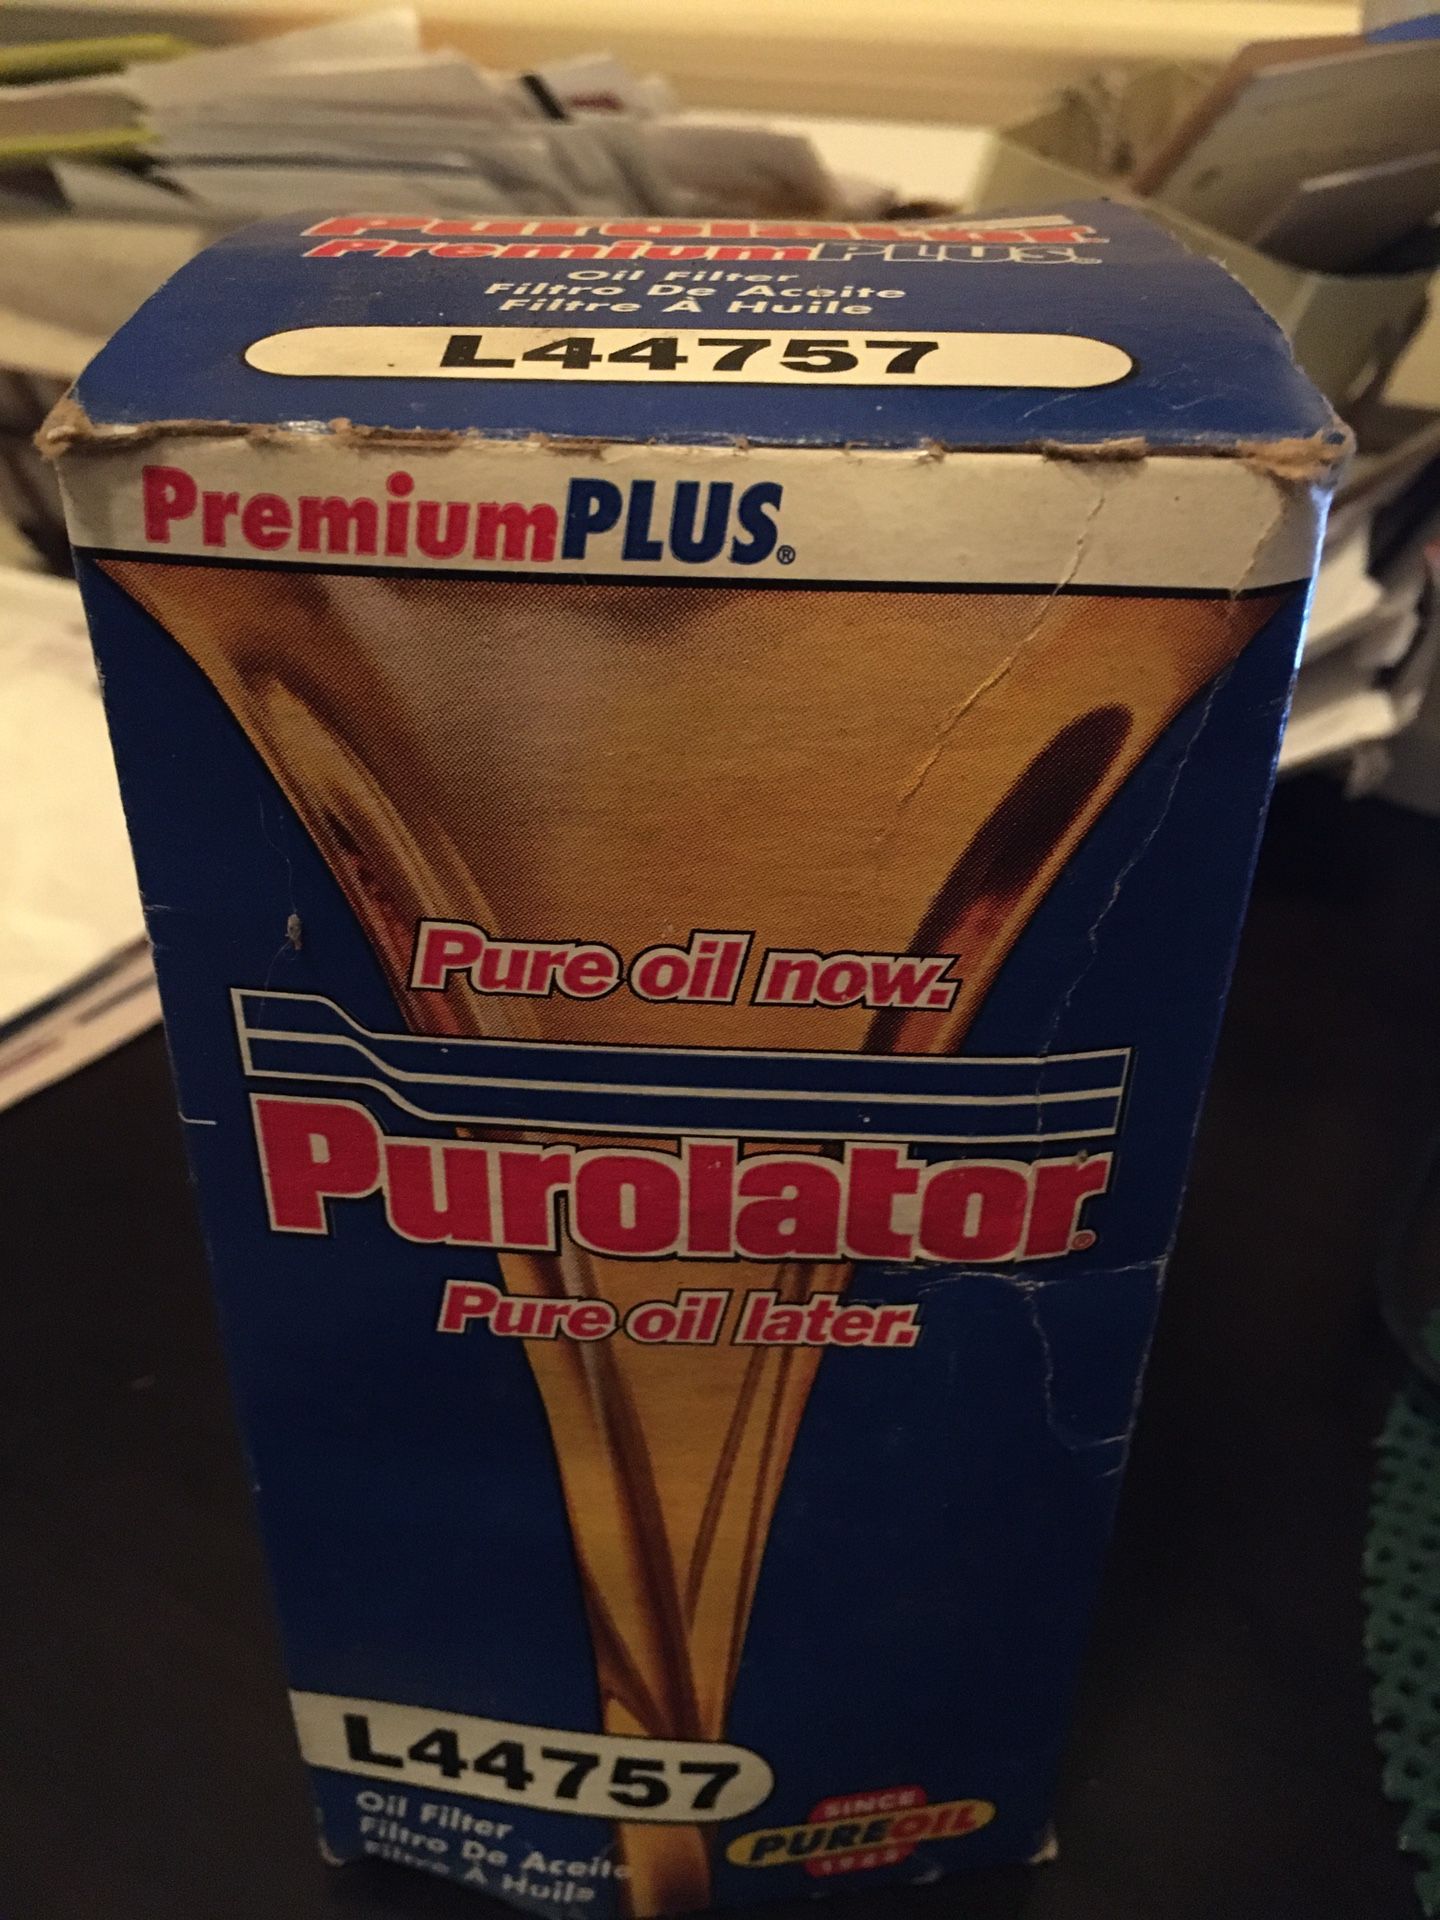 Purolator
PremiumPLUS®
Oil Filter
Filtro De Aceite
Filtre À Huile
L44757
PremiumPLUS®
Pure oil now.
Purolator®
Pure oil later.
L44757
Oil Filter
Filtro De Aceite
Filtre À Huile
SINCE
PUREOIL